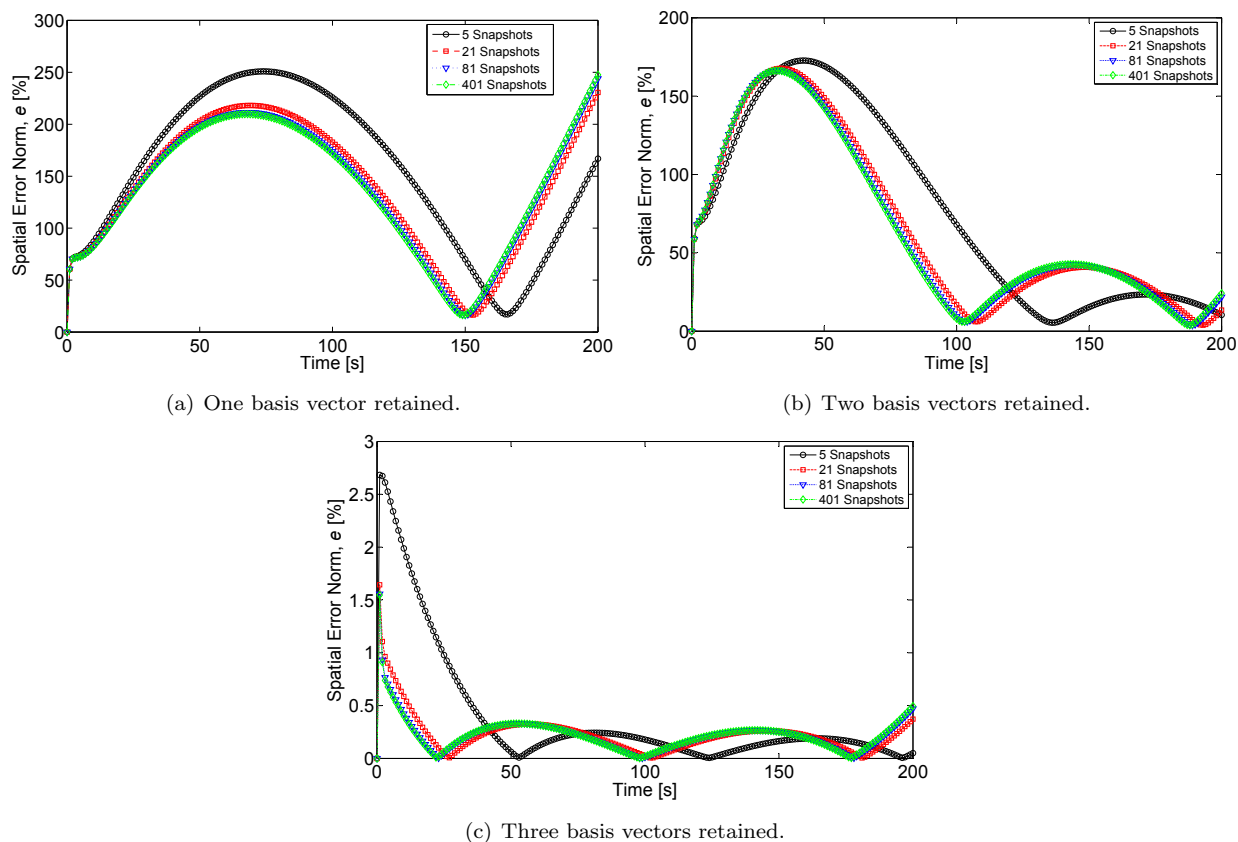 300
250
200
150
100
50
0
Spatial Error Norm, e [%]
0 50 100 150 200
Time [s]
5 Snapshots
21 Snapshots
81 Snapshots
401 Snapshots
(a) One basis vector retained.
200
150
100
50
0
Spatial Error Norm, e [%]
0 50 100 150 200
Time [s]
5 Snapshots
21 Snapshots
81 Snapshots
401 Snapshots
(b) Two basis vectors retained.
3
2.5
2
1.5
1
0.5
0
Spatial Error Norm, e [%]
0 50 100 150 200
Time [s]
5 Snapshots
21 Snapshots
81 Snapshots
401 Snapshots
(c) Three basis vectors retained.